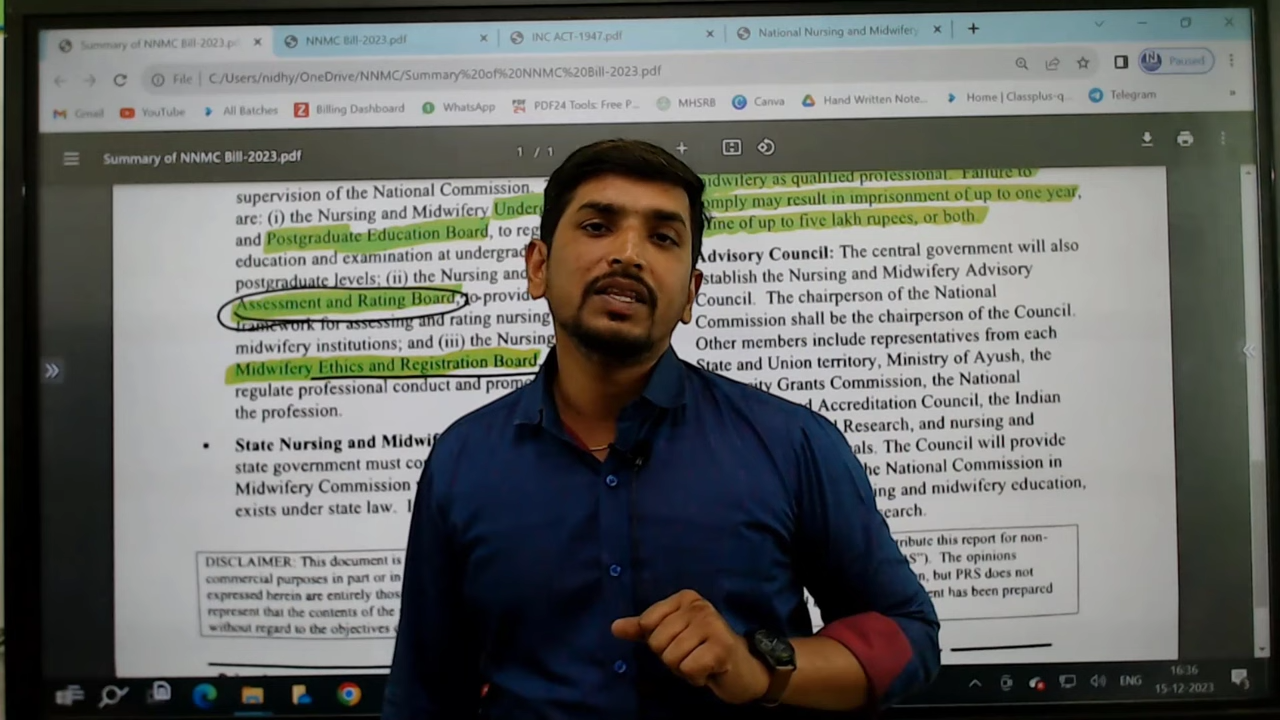 Summary of NNMC Bill-2023.p
NNMC Bill-2023.pdf
INC ACT-1947.pdf
National Nursing and Midwifer
File C:/Users/nidhy/OneDrive/NNMC/Summary%20of%20NNMC%20Bill-2023.pdf
Paused
Gmail
YouTube
All Batches
Billing Dashboard
WhatsApp
PDF24 Tools: Free P...
MHSRB
Canva
Hand Written Note...
Home | Classplus-q...
Telegram
Summary of NNMC Bill-2023.pdf
1 / 1
supervision of the National Commission.
are: (i) the Nursing and Midwifery Underg
and Postgraduate Education Board, to reg
education and examination at undergrad
postgraduate levels; (ii) the Nursing and
Assessment and Rating Board, to provid
framework for assessing and rating nursing
midwifery institutions; and (iii) the Nursing
Midwifery Ethics and Registration Board
regulate professional conduct and promo
the profession.
• State Nursing and Midwif
state government must co
Midwifery Commission
exists under state law.
idwifery as qualified professional. Failure to
omply may result in imprisonment of up to one year,
fine of up to five lakh rupees, or both.
Advisory Council: The central government will also
establish the Nursing and Midwifery Advisory
Council. The chairperson of the National
Commission shall be the chairperson of the Council.
Other members include representatives from each
State and Union territory, Ministry of Ayush, the
ity Grants Commission, the National
d Accreditation Council, the Indian
Research, and nursing and
als. The Council will provide
he National Commission in
ing and midwifery education,
earch.
DISCLAIMER: This document is
commercial purposes in part or in
expressed herein are entirely thos
represent that the contents of the
without regard to the objectives
ribute this report for non-
S"). The opinions
n, but PRS does not
ent has been prepared
ENG
16:36
15-12-2023